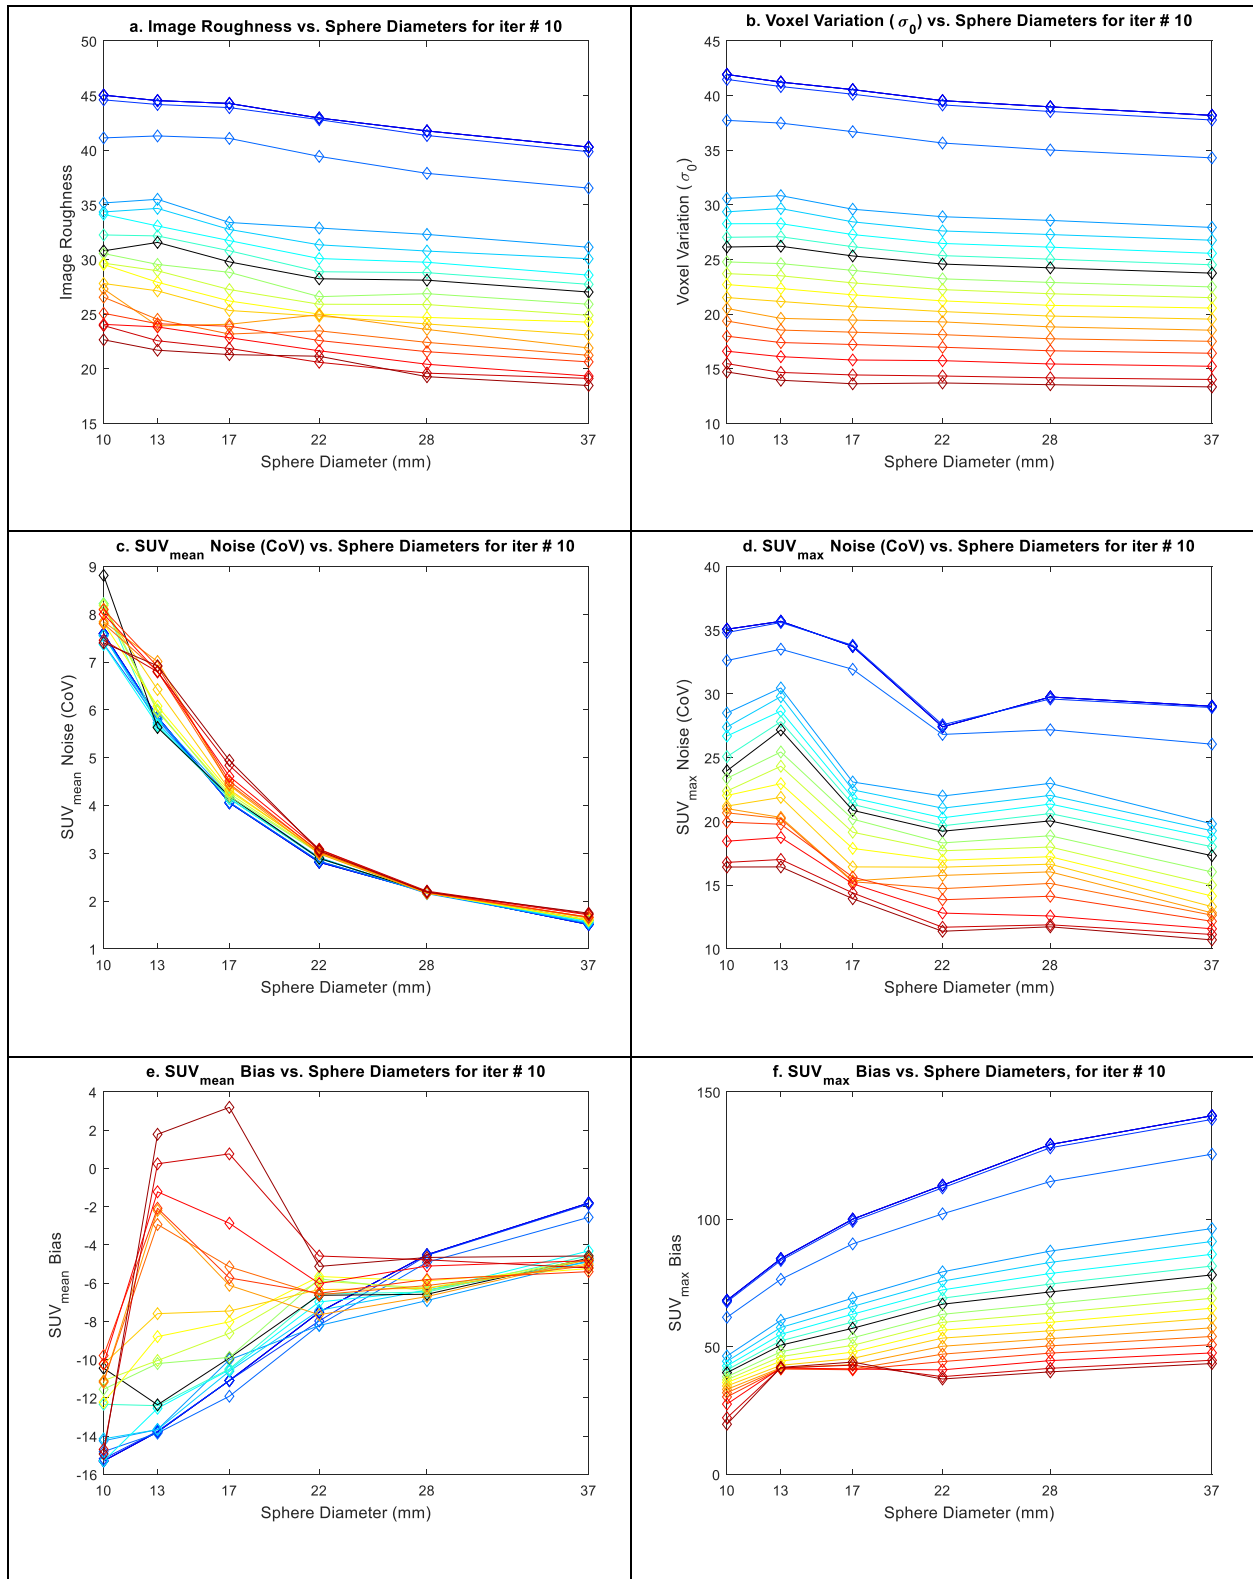 a. Image Roughness vs. Sphere Diameters for iter # 10
50
45
40
35
30
25
20
15
Image Roughness
10 13 17 22 28 37
Sphere Diameter (mm)
b. Voxel Variation (σ0) vs. Sphere Diameters for iter # 10
45
40
35
30
25
20
15
10
Voxel Variation (σ0)
10 13 17 22 28 37
Sphere Diameter (mm)
c. SUVmean Noise (CoV) vs. Sphere Diameters for iter # 10
9
8
7
6
5
4
3
2
1
SUVmean Noise (CoV)
10 13 17 22 28 37
Sphere Diameter (mm)
d. SUVmax Noise (CoV) vs. Sphere Diameters for iter # 10
40
35
30
25
20
15
10
SUVmax Noise (CoV)
10 13 17 22 28 37
Sphere Diameter (mm)
e. SUVmean Bias vs. Sphere Diameters for iter # 10
4
2
0
-2
-4
-6
-8
-10
-12
-14
-16
SUVmean Bias
10 13 17 22 28 37
Sphere Diameter (mm)
f. SUVmax Bias vs. Sphere Diameters, for iter # 10
150
100
50
0
SUVmax Bias
10 13 17 22 28 37
Sphere Diameter (mm)